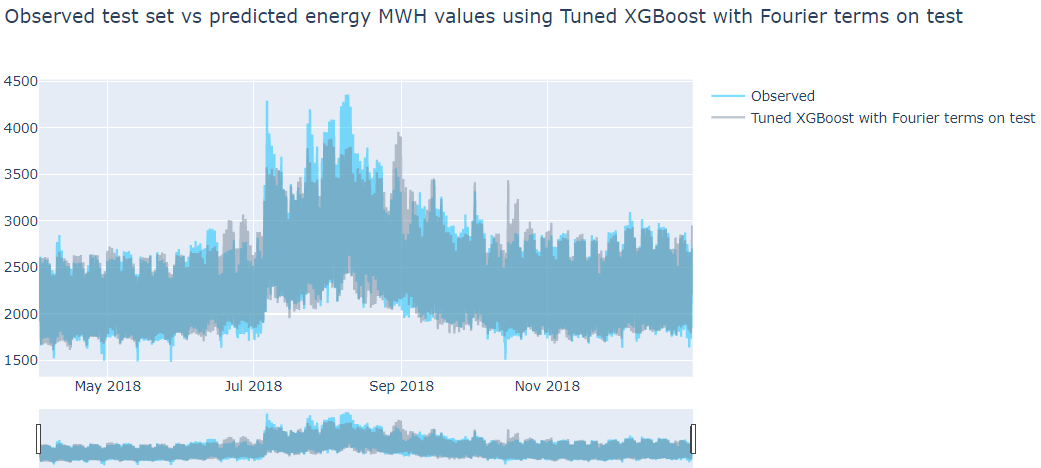 Observed test set vs predicted energy MWH values using Tuned XGBoost with Fourier terms on test
Observed
Tuned XGBoost with Fourier terms on test
4500
4000
3500
3000
2500
2000
1500
May 2018 Jul 2018 Sep 2018 Nov 2018